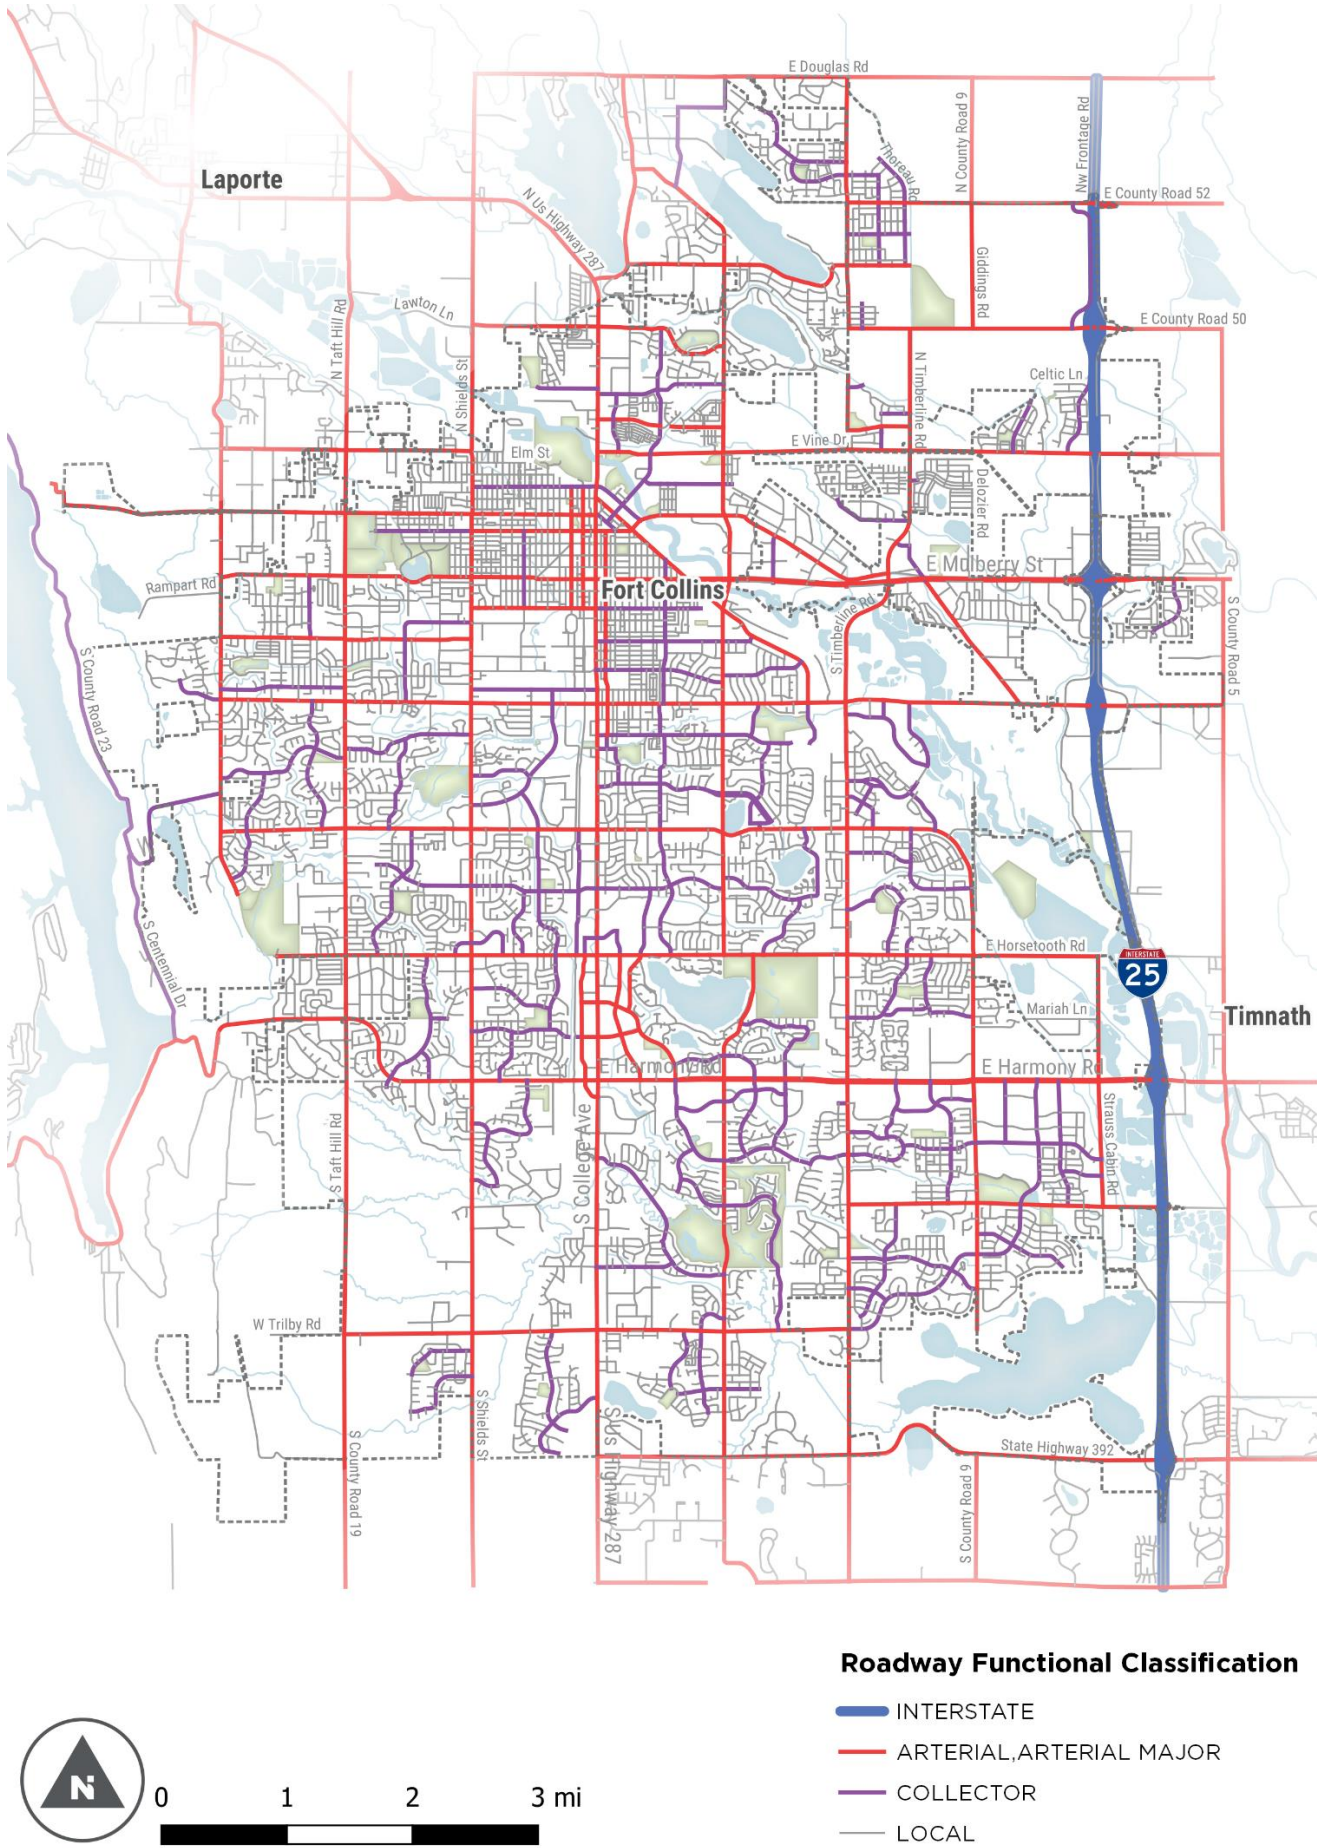 E Douglas Rd
N County Road 9
Nw Frontage Rd
Thoreau Rd
Laporte
E County Road 52
N Us Highway 287
Giddings Rd
N Taft Hill Rd
Lawton Ln
E County Road 50
N Shields St
N Timberline Rd
Celtic Ln
E Vine Dr
Elm St
Delozier Rd
E Mulberry St
Rampart Rd
Fort Collins
S Timberline Rd
S County Road 5
S County Road 23
W
S Centennial Dr
E Horsetooth Rd
INTERSTATE
25
Mariah Ln
Timnath
E Harmony Rd
E Harmony Rd
S Taft Hill Rd
S College Ave
Strauss Cabin Rd
W Trilby Rd
S Shields St
S Us Highway 287
State Highway 392
S County Road 19
S County Road 9
Roadway Functional Classification
INTERSTATE
ARTERIAL,ARTERIAL MAJOR
COLLECTOR
LOCAL
N
0 1 2 3 mi